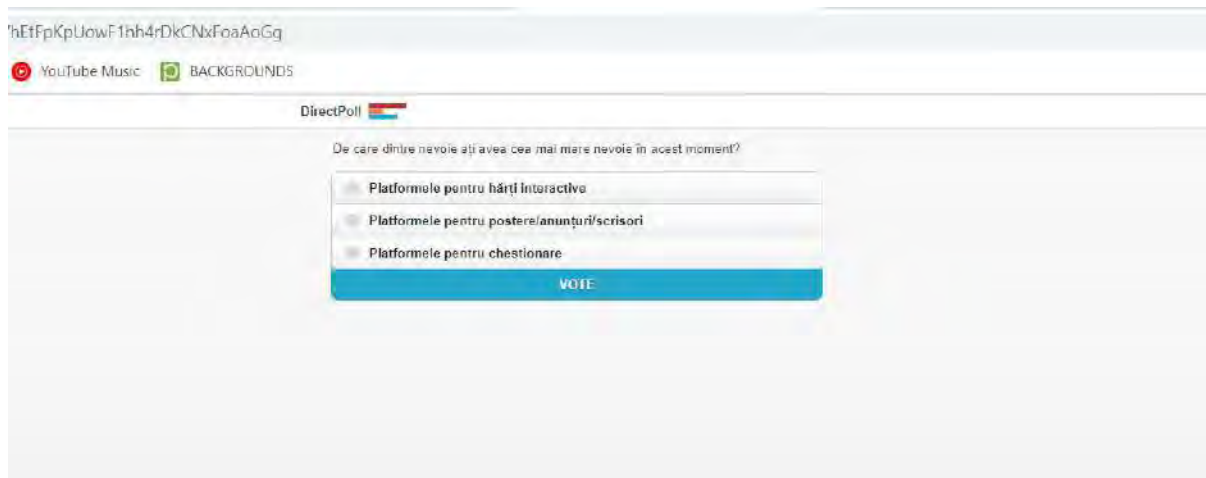 'hEtFpKpUowF1hh4rDkCNxFoaAoGq
YouTube Music BACKGROUNDS
DirectPoll
De care dintre nevoie ați avea cea mai mare nevoie în acest moment?
Platformele pentru hărți interactive
Platformele pentru postere/anunțuri/scrisori
Platformele pentru chestionare
VOTE